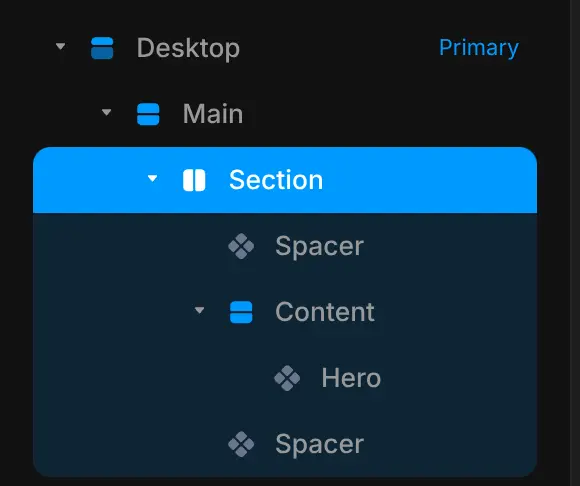 Desktop Primary
Main
Section
Spacer
Content
Hero
Spacer